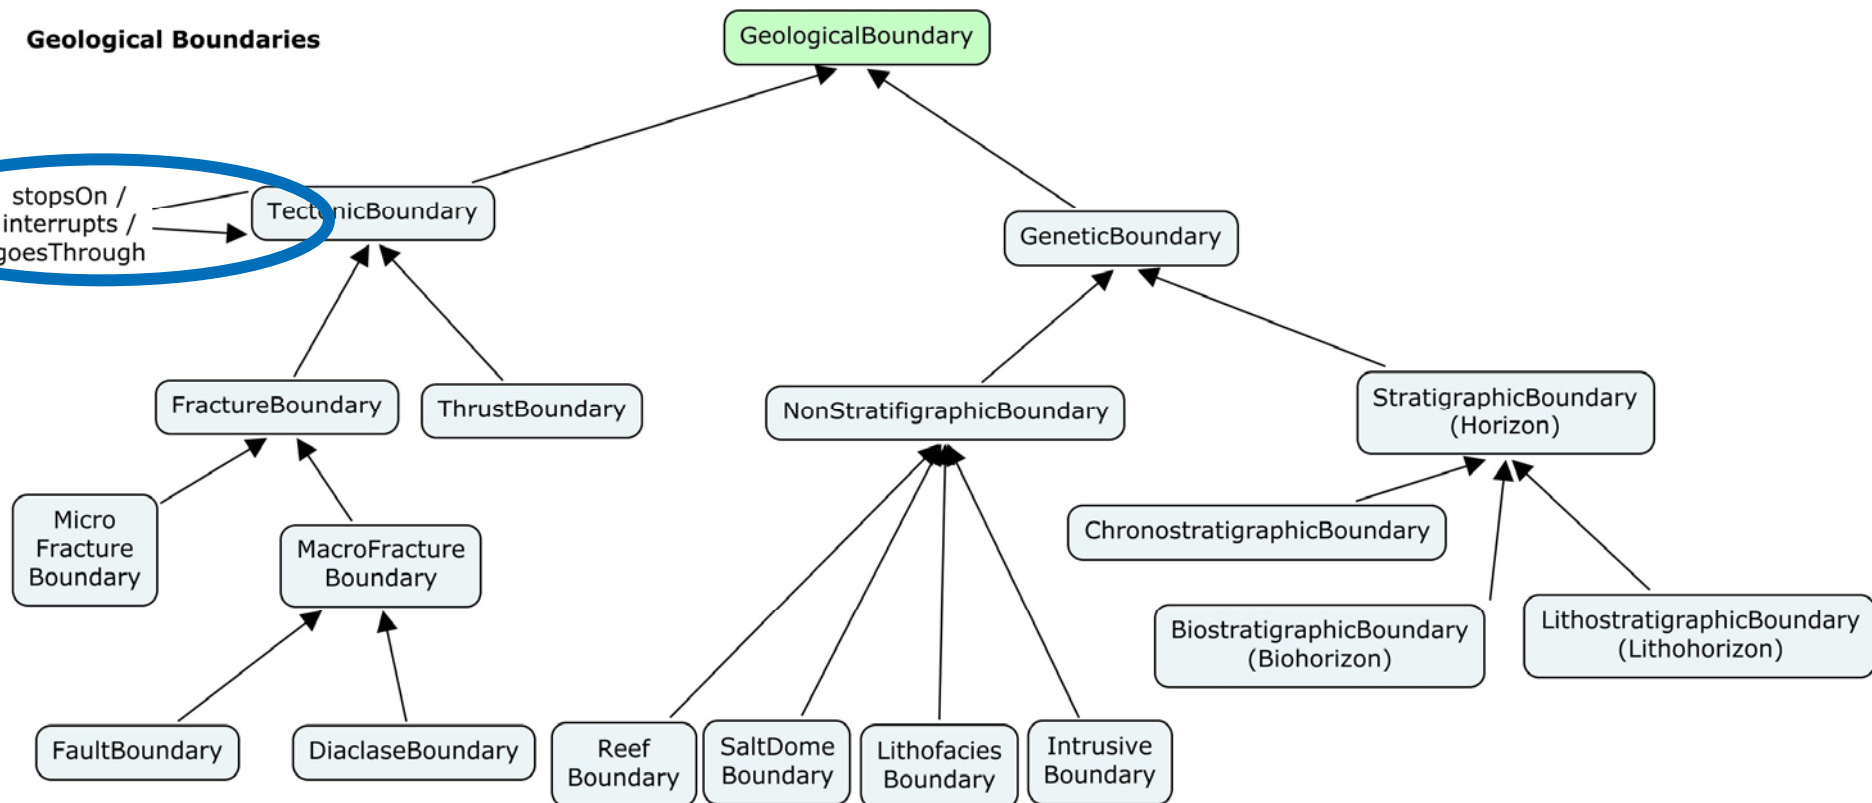 Geological Boundaries
GeologicalBoundary
stopsOn /
interrupts /
goesThrough
TectonicBoundary
GeneticBoundary
FractureBoundary
ThrustBoundary
NonStratifigraphicBoundary
StratigraphicBoundary
(Horizon)
Micro
Fracture
Boundary
MacroFracture
Boundary
ChronostratigraphicBoundary
BiostratigraphicBoundary
(Biohorizon)
LithostratigraphicBoundary
(Lithohorizon)
FaultBoundary
DiaclaseBoundary
Reef
Boundary
SaltDome
Boundary
Lithofacies
Boundary
Intrusive
Boundary